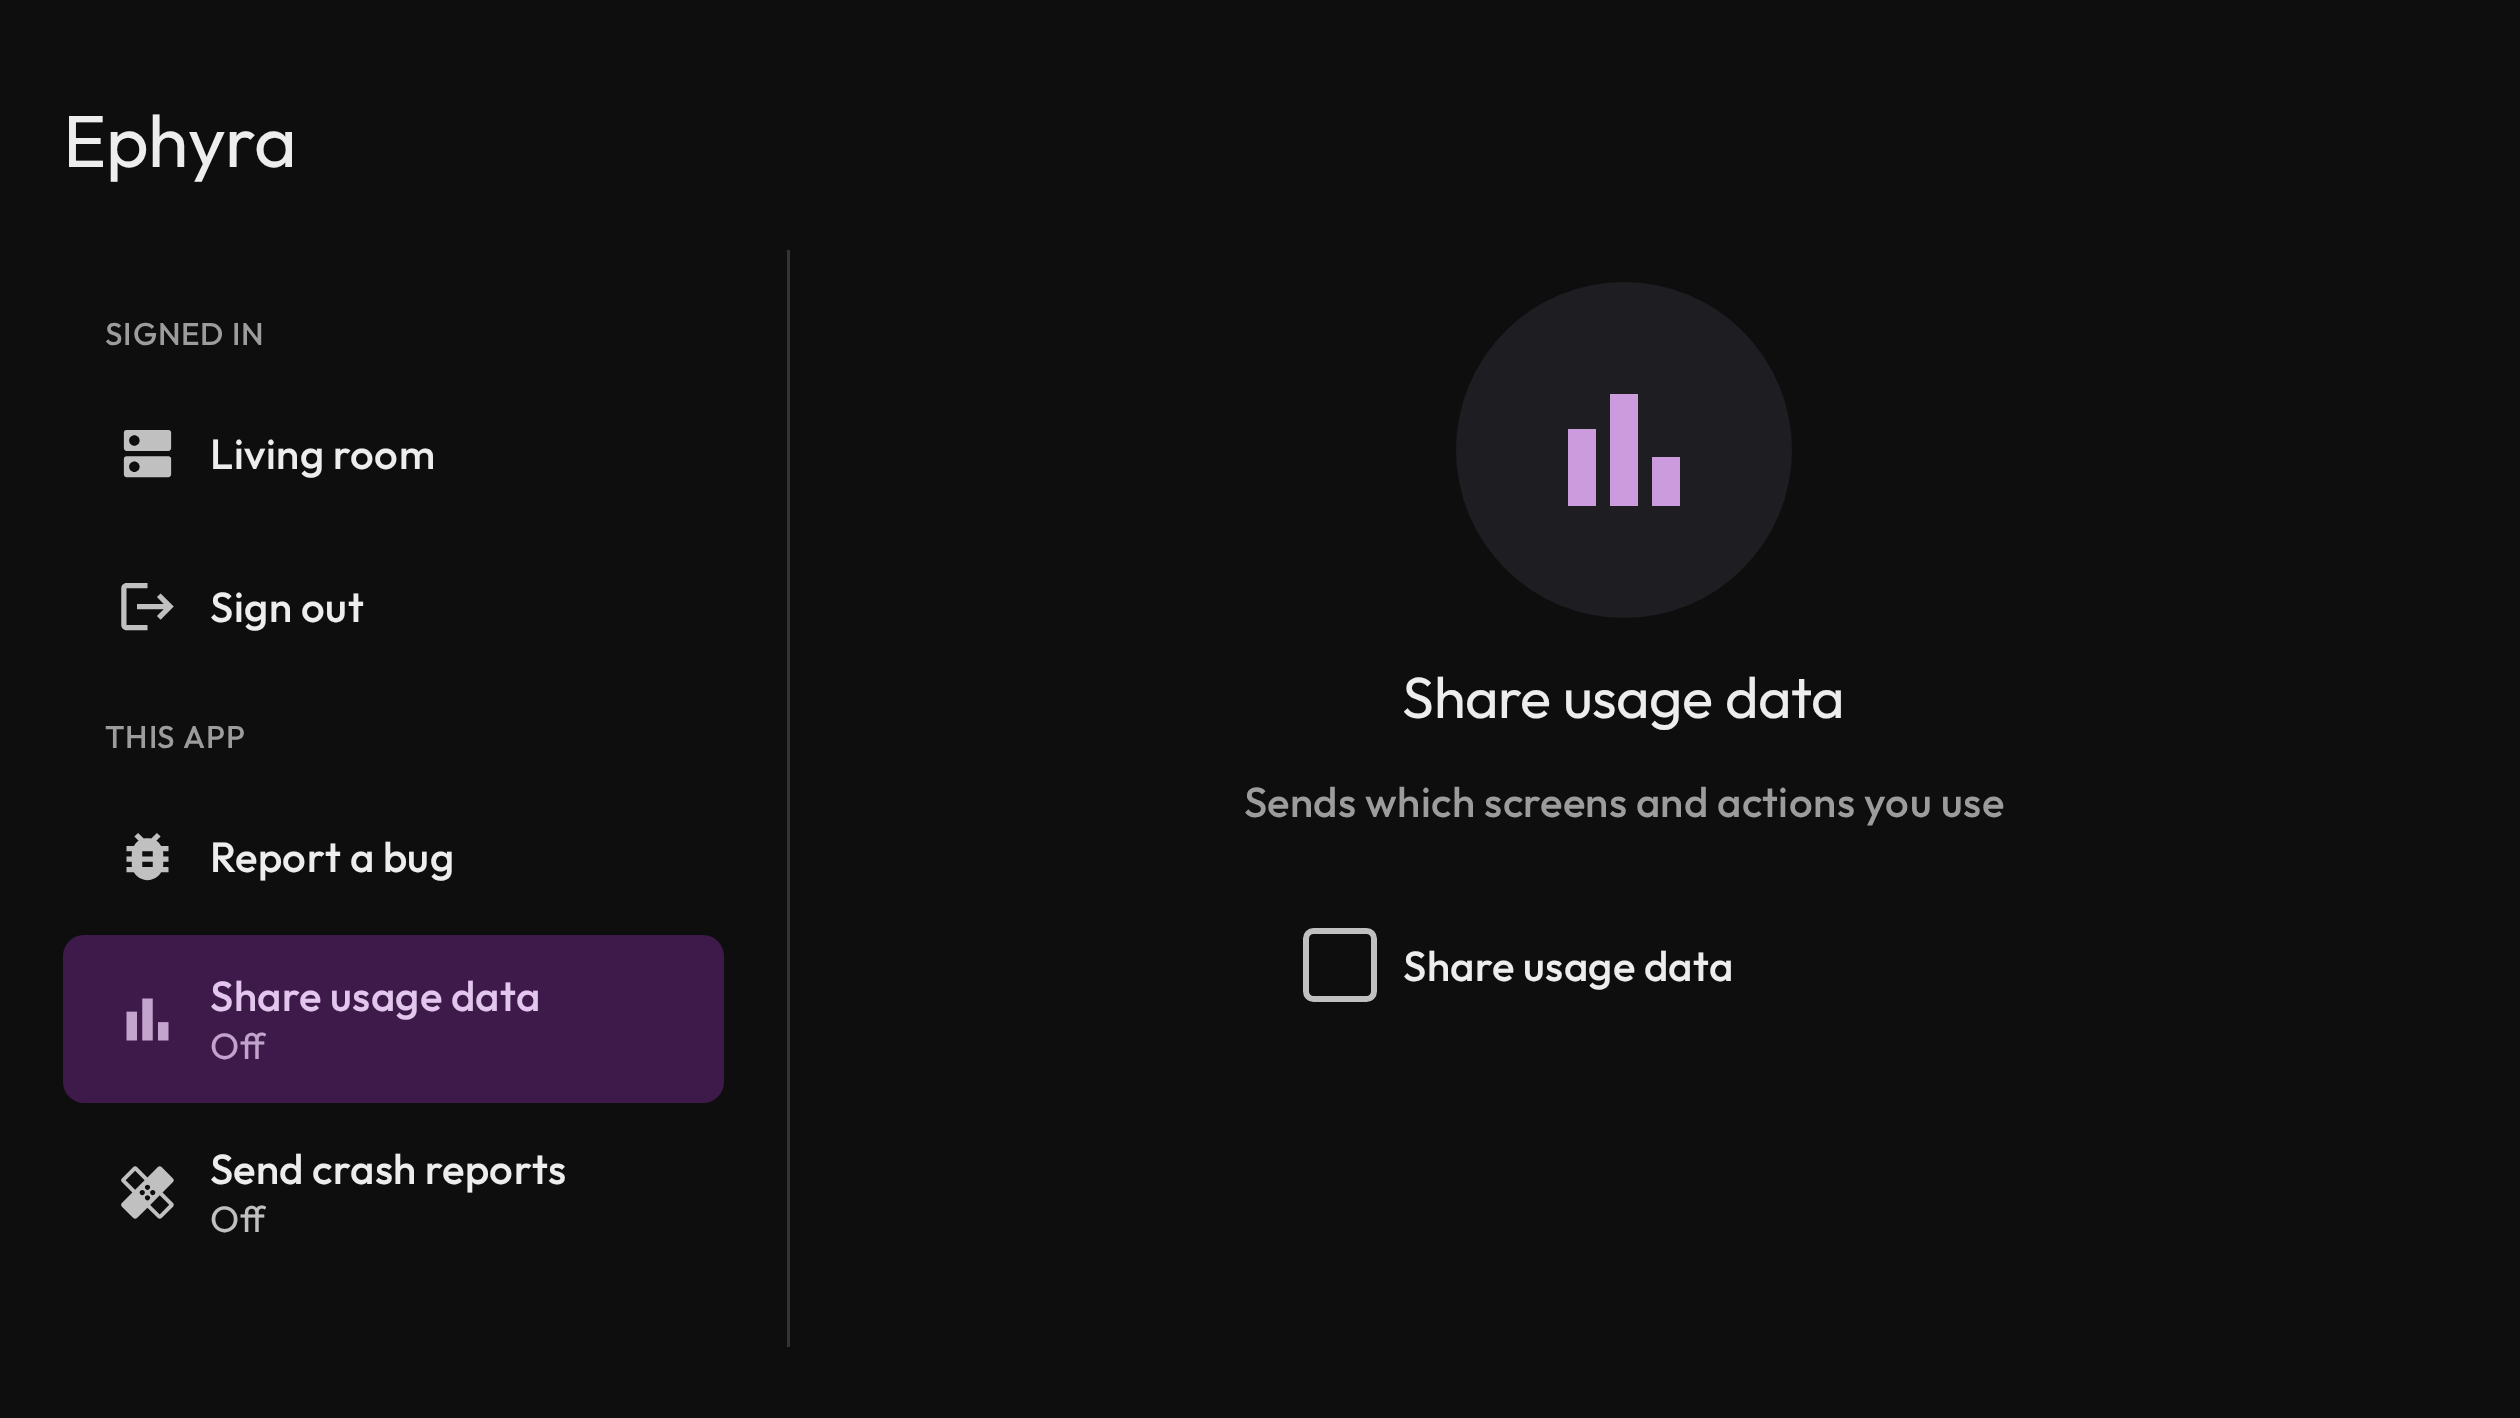 Ephyra
SIGNED IN
Living room
Sign out
THIS APP
Report a bug
Share usage data
Off
Send crash reports
Off
Share usage data
Sends which screens and actions you use
Share usage data